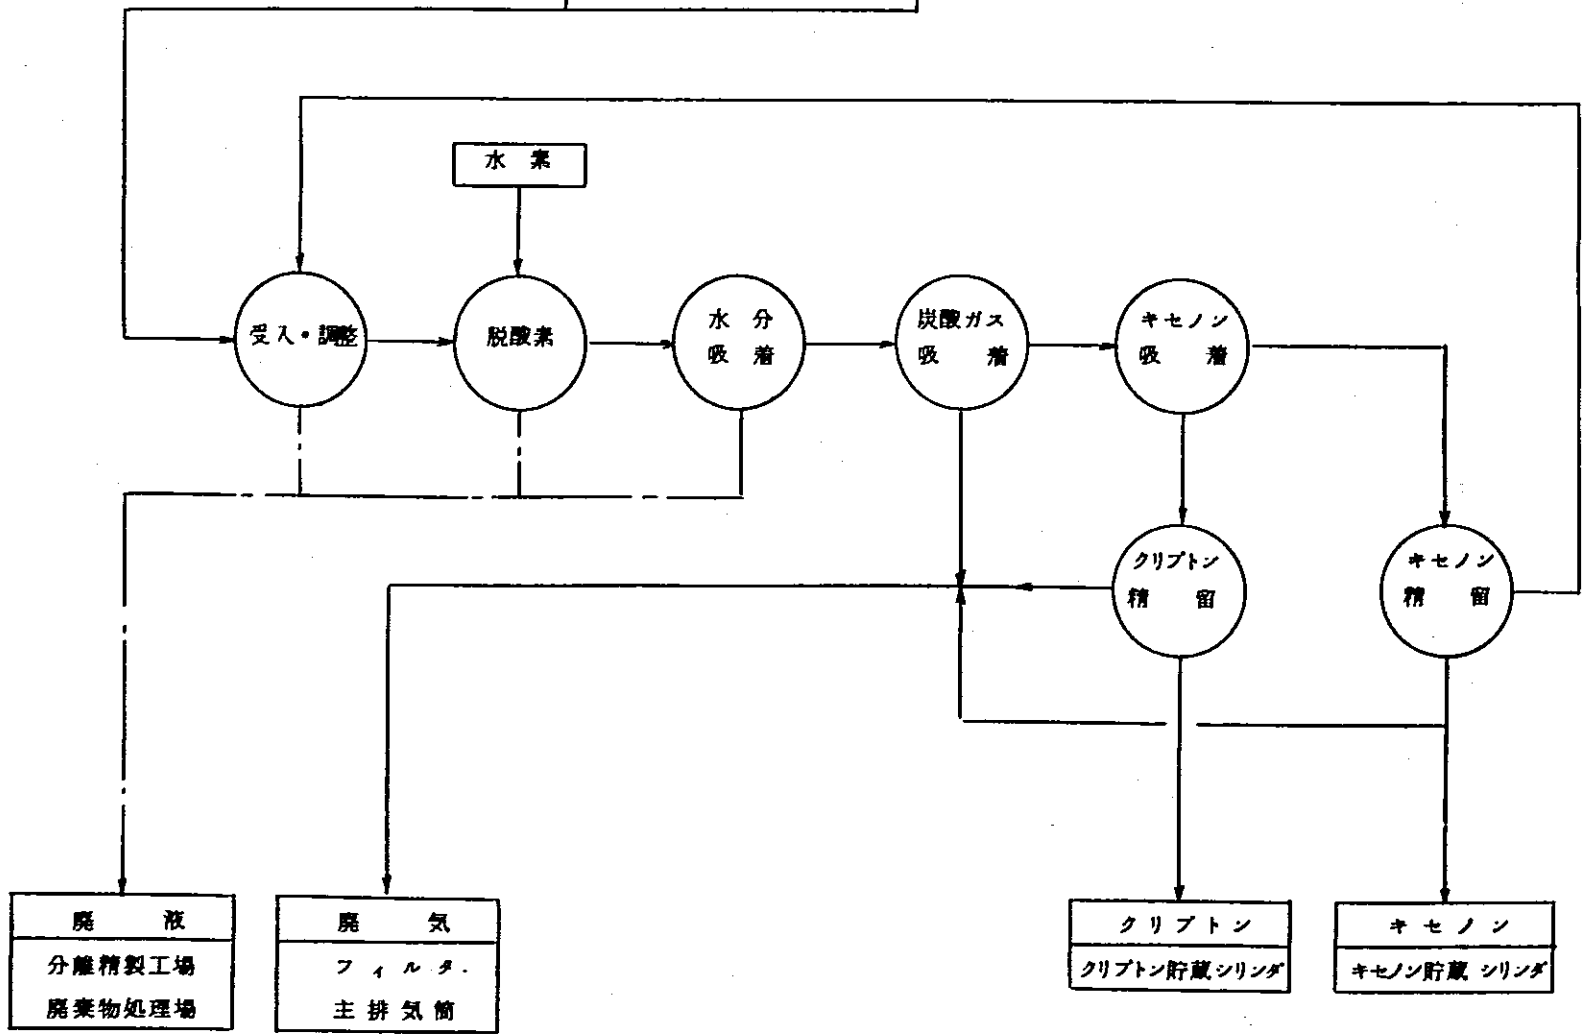 水 素
受入・調整
脱酸素
水 分
吸 着
炭酸ガス
吸 着
キセノン
吸 着
クリプトン
精 留
キセノン
精 留
廃 液
分離精製工場
廃棄物処理場
廃 気
フィルタ.
主排気筒
クリプトン
クリプトン貯蔵シリンダ
キセノン
キセノン貯蔵シリンダ